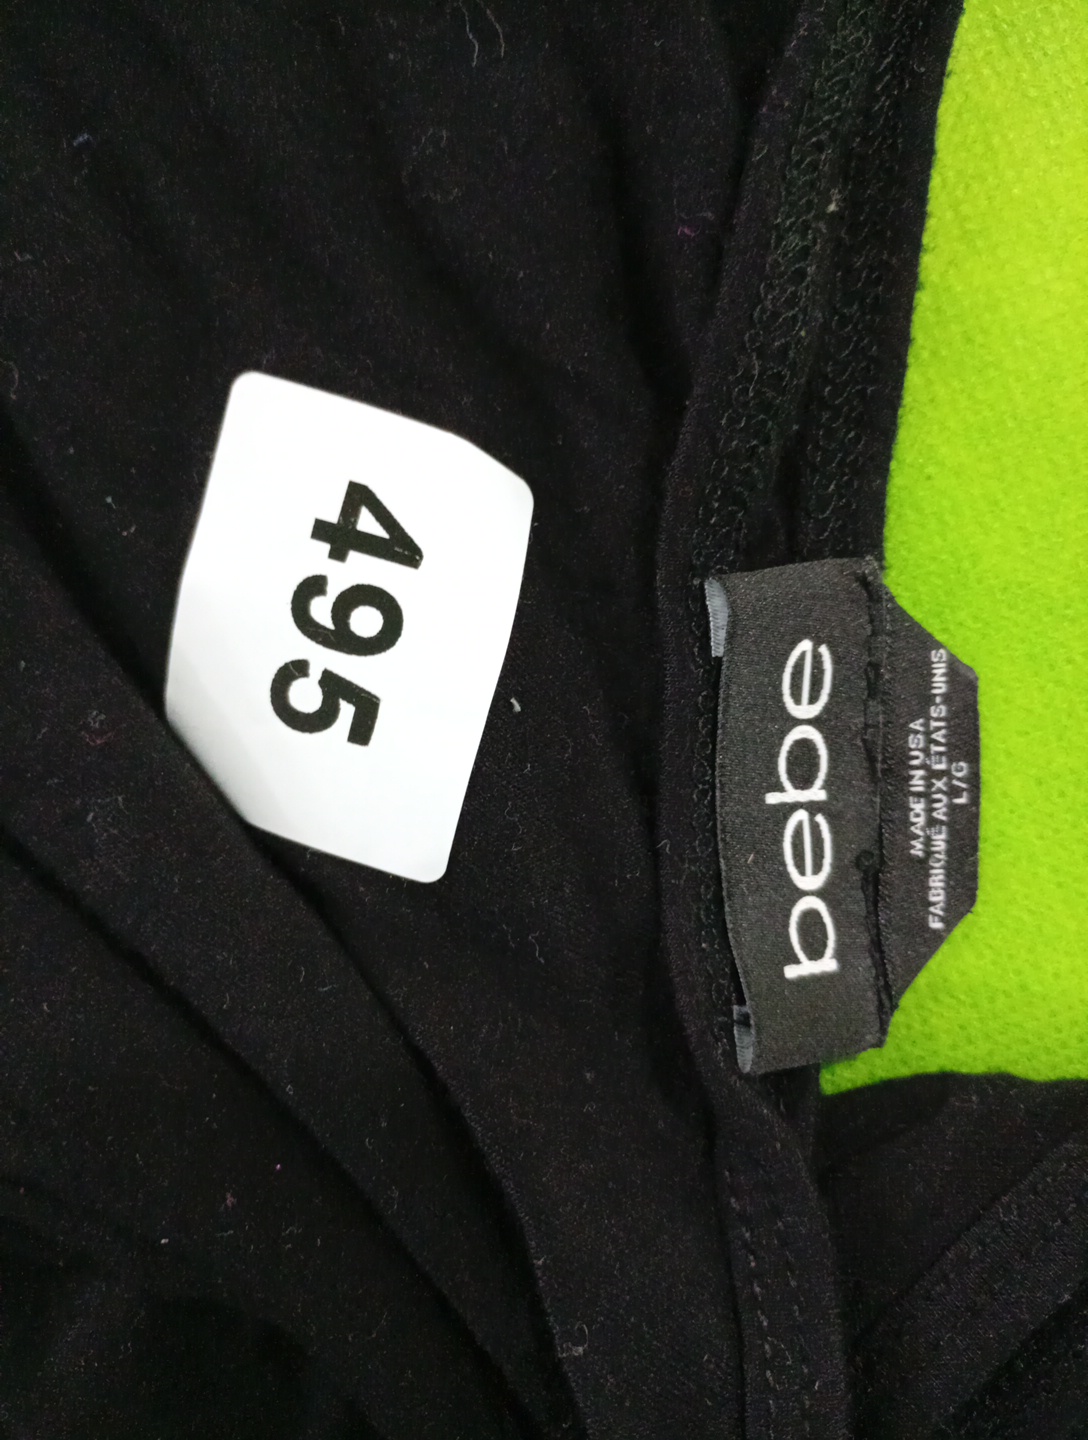 495
bebe
MADE IN USA
FABRIQUÉ AUX ÉTATS-UNIS
L/G